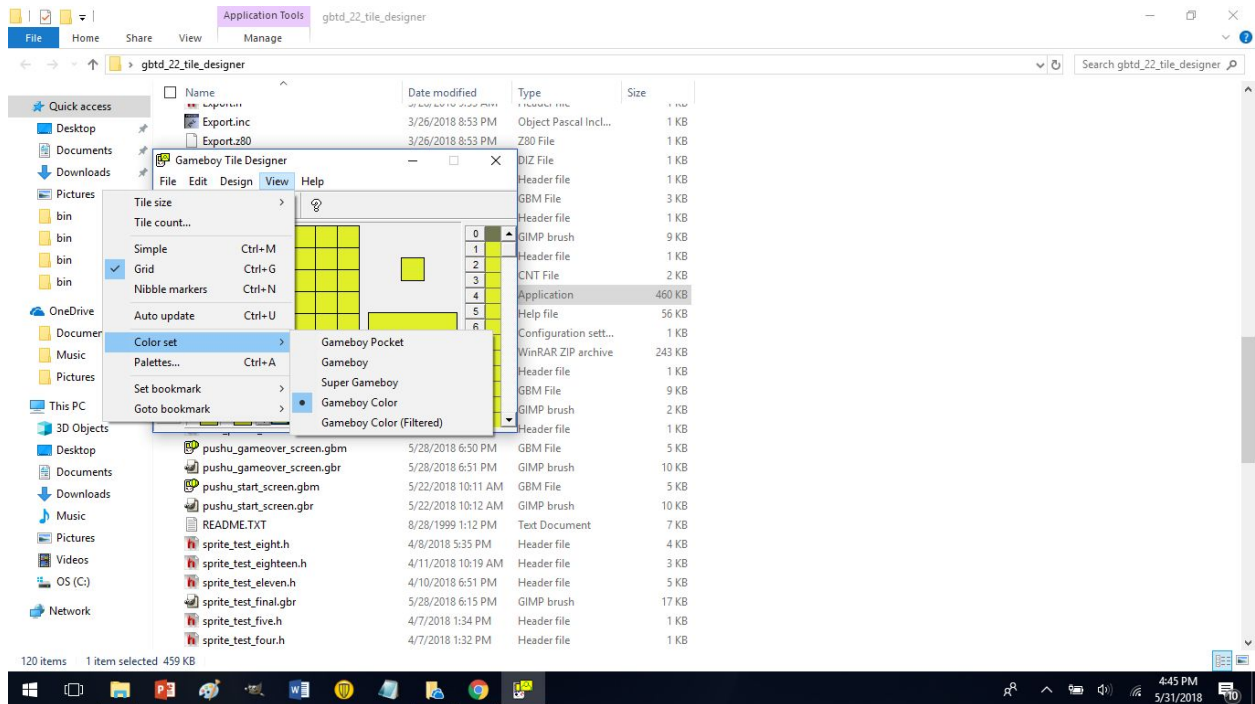 Application Tools gbtd_22_tile_designer
File Home Share View Manage
gbtd_22_tile_designer Search gbtd_22_tile_designer
Name Date modified Type Size
Quick access
Desktop
Documents
Downloads
Pictures
bin
bin
bin
bin
OneDrive
Documen
Music
Pictures
This PC
3D Objects
Desktop
Documents
Downloads
Music
Pictures
Videos
OS (C:)
Network
Export.inc 3/26/2018 8:53 PM Object Pascal Incl... 1 KB
Export.z80 3/26/2018 8:53 PM Z80 File 1 KB
DIZ File 1 KB
Header file 1 KB
GBM File 3 KB
Header file 1 KB
GIMP brush 9 KB
Header file 1 KB
CNT File 2 KB
Application 460 KB
Help file 56 KB
Configuration sett... 1 KB
WinRAR ZIP archive 243 KB
Header file 1 KB
GBM File 9 KB
GIMP brush 2 KB
Header file 1 KB
pushu_gameover_screen.gbm 5/28/2018 6:50 PM GBM File 5 KB
pushu_gameover_screen.gbr 5/28/2018 6:51 PM GIMP brush 10 KB
pushu_start_screen.gbm 5/22/2018 10:11 AM GBM File 5 KB
pushu_start_screen.gbr 5/22/2018 10:12 AM GIMP brush 10 KB
README.TXT 8/28/1999 1:12 PM Text Document 7 KB
sprite_test_eight.h 4/8/2018 5:35 PM Header file 4 KB
sprite_test_eighteen.h 4/11/2018 10:19 AM Header file 3 KB
sprite_test_eleven.h 4/10/2018 6:51 PM Header file 5 KB
sprite_test_final.gbr 5/28/2018 6:15 PM GIMP brush 17 KB
sprite_test_five.h 4/7/2018 1:34 PM Header file 1 KB
sprite_test_four.h 4/7/2018 1:32 PM Header file 1 KB
Gameboy Tile Designer
File Edit Design View Help
Tile size
Tile count...
Simple Ctrl+M
Grid Ctrl+G
Nibble markers Ctrl+N
Auto update Ctrl+U
Color set
Palettes... Ctrl+A
Set bookmark
Goto bookmark
Gameboy Pocket
Gameboy
Super Gameboy
Gameboy Color
Gameboy Color (Filtered)
0
1
2
3
4
5
6
120 items 1 item selected 459 KB
4:45 PM
5/31/2018
10